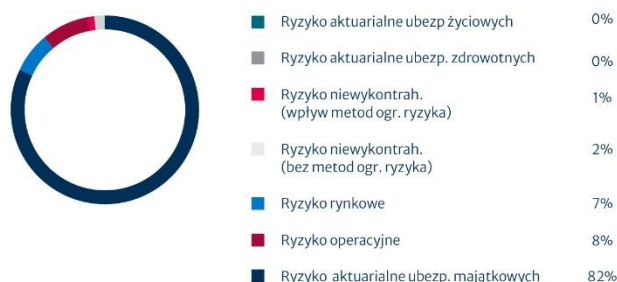 Ryzyko aktuarialne ubezp życiowych 0%
Ryzyko aktuarialne ubezp. zdrowotnych 0%
Ryzyko niewykontrah. 1%
(wpływ metod ogr. ryzyka)
Ryzyko niewykontrah. 2%
(bez metod ogr. ryzyka)
Ryzyko rynkowe 7%
Ryzyko operacyjne 8%
Ryzyko aktuarialne ubezp. majątkowych 82%